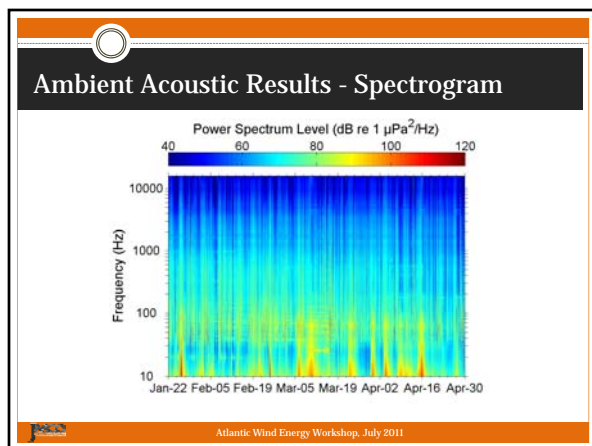 Ambient Acoustic Results - Spectrogram
Power Spectrum Level (dB re 1 µPa²/Hz)
40 60 80 100 120
10000
1000
100
10
Frequency (Hz)
Jan-22 Feb-05 Feb-19 Mar-05 Mar-19 Apr-02 Apr-16 Apr-30
Atlantic Wind Energy Workshop, July 2011